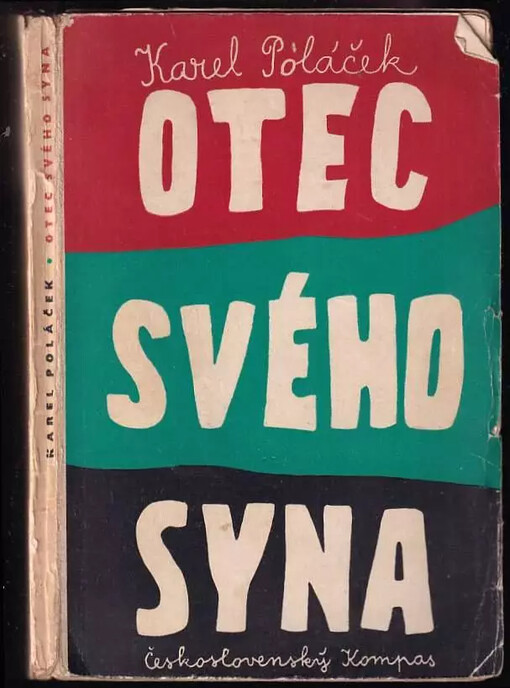 Karel Poláček
OTEC
SVÉHO
SYNA
Československý Kompas
KAREL POLÁČEK • OTEC SVÉHO SYNA